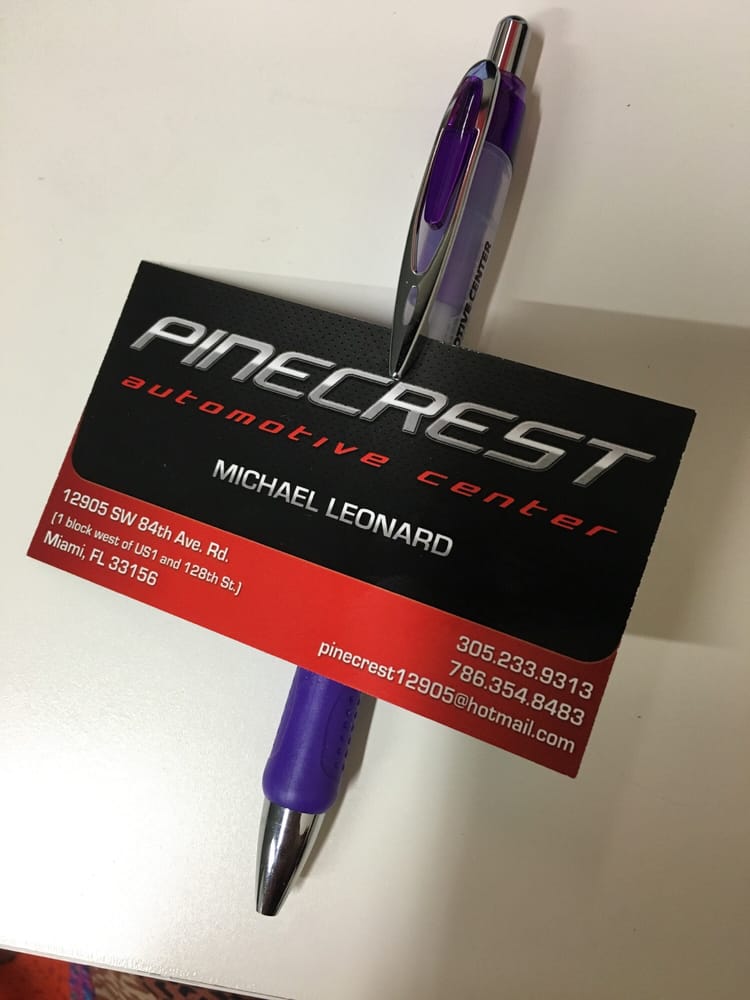 OTIVE CENTER
PINECREST
automotive center
MICHAEL LEONARD
12905 SW 84th Ave. Rd.
(1 block west of US1 and 128th St.)
Miami, FL 33156
305.233.9313
786.354.8483
pinecrest12905@hotmail.com